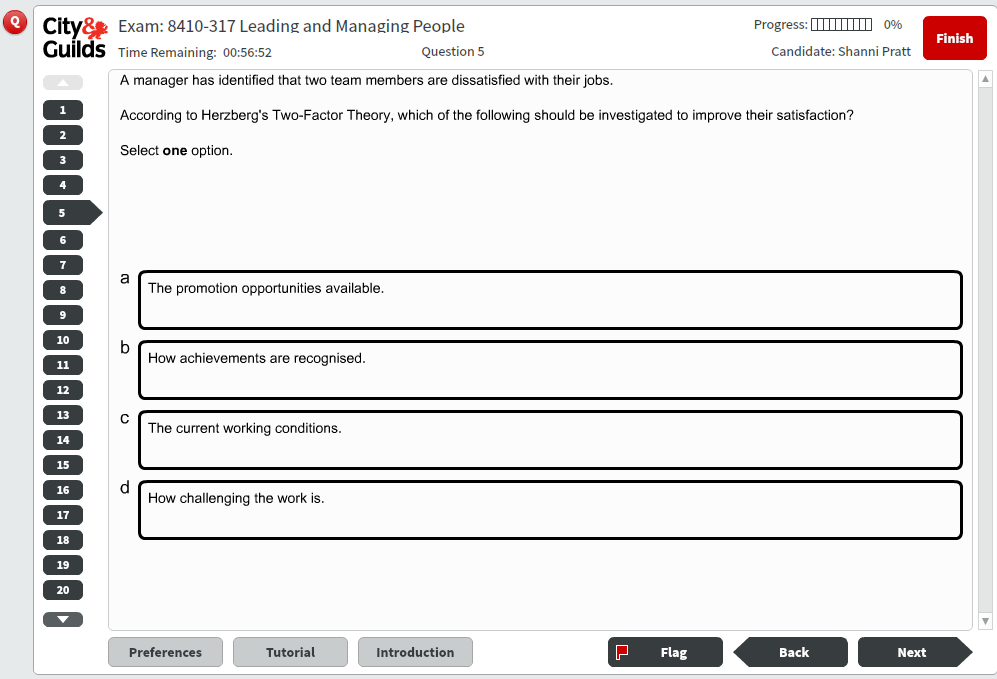 Q
City&
Guilds
Exam: 8410-317 Leading and Managing People
Time Remaining: 00:56:52
Question 5
Progress: 0%
Candidate: Shanni Pratt
Finish
1
2
3
4
5
6
7
8
9
10
11
12
13
14
15
16
17
18
19
20
A manager has identified that two team members are dissatisfied with their jobs.
According to Herzberg's Two-Factor Theory, which of the following should be investigated to improve their satisfaction?
Select one option.
a The promotion opportunities available.
b How achievements are recognised.
c The current working conditions.
d How challenging the work is.
Preferences Tutorial Introduction Flag Back Next